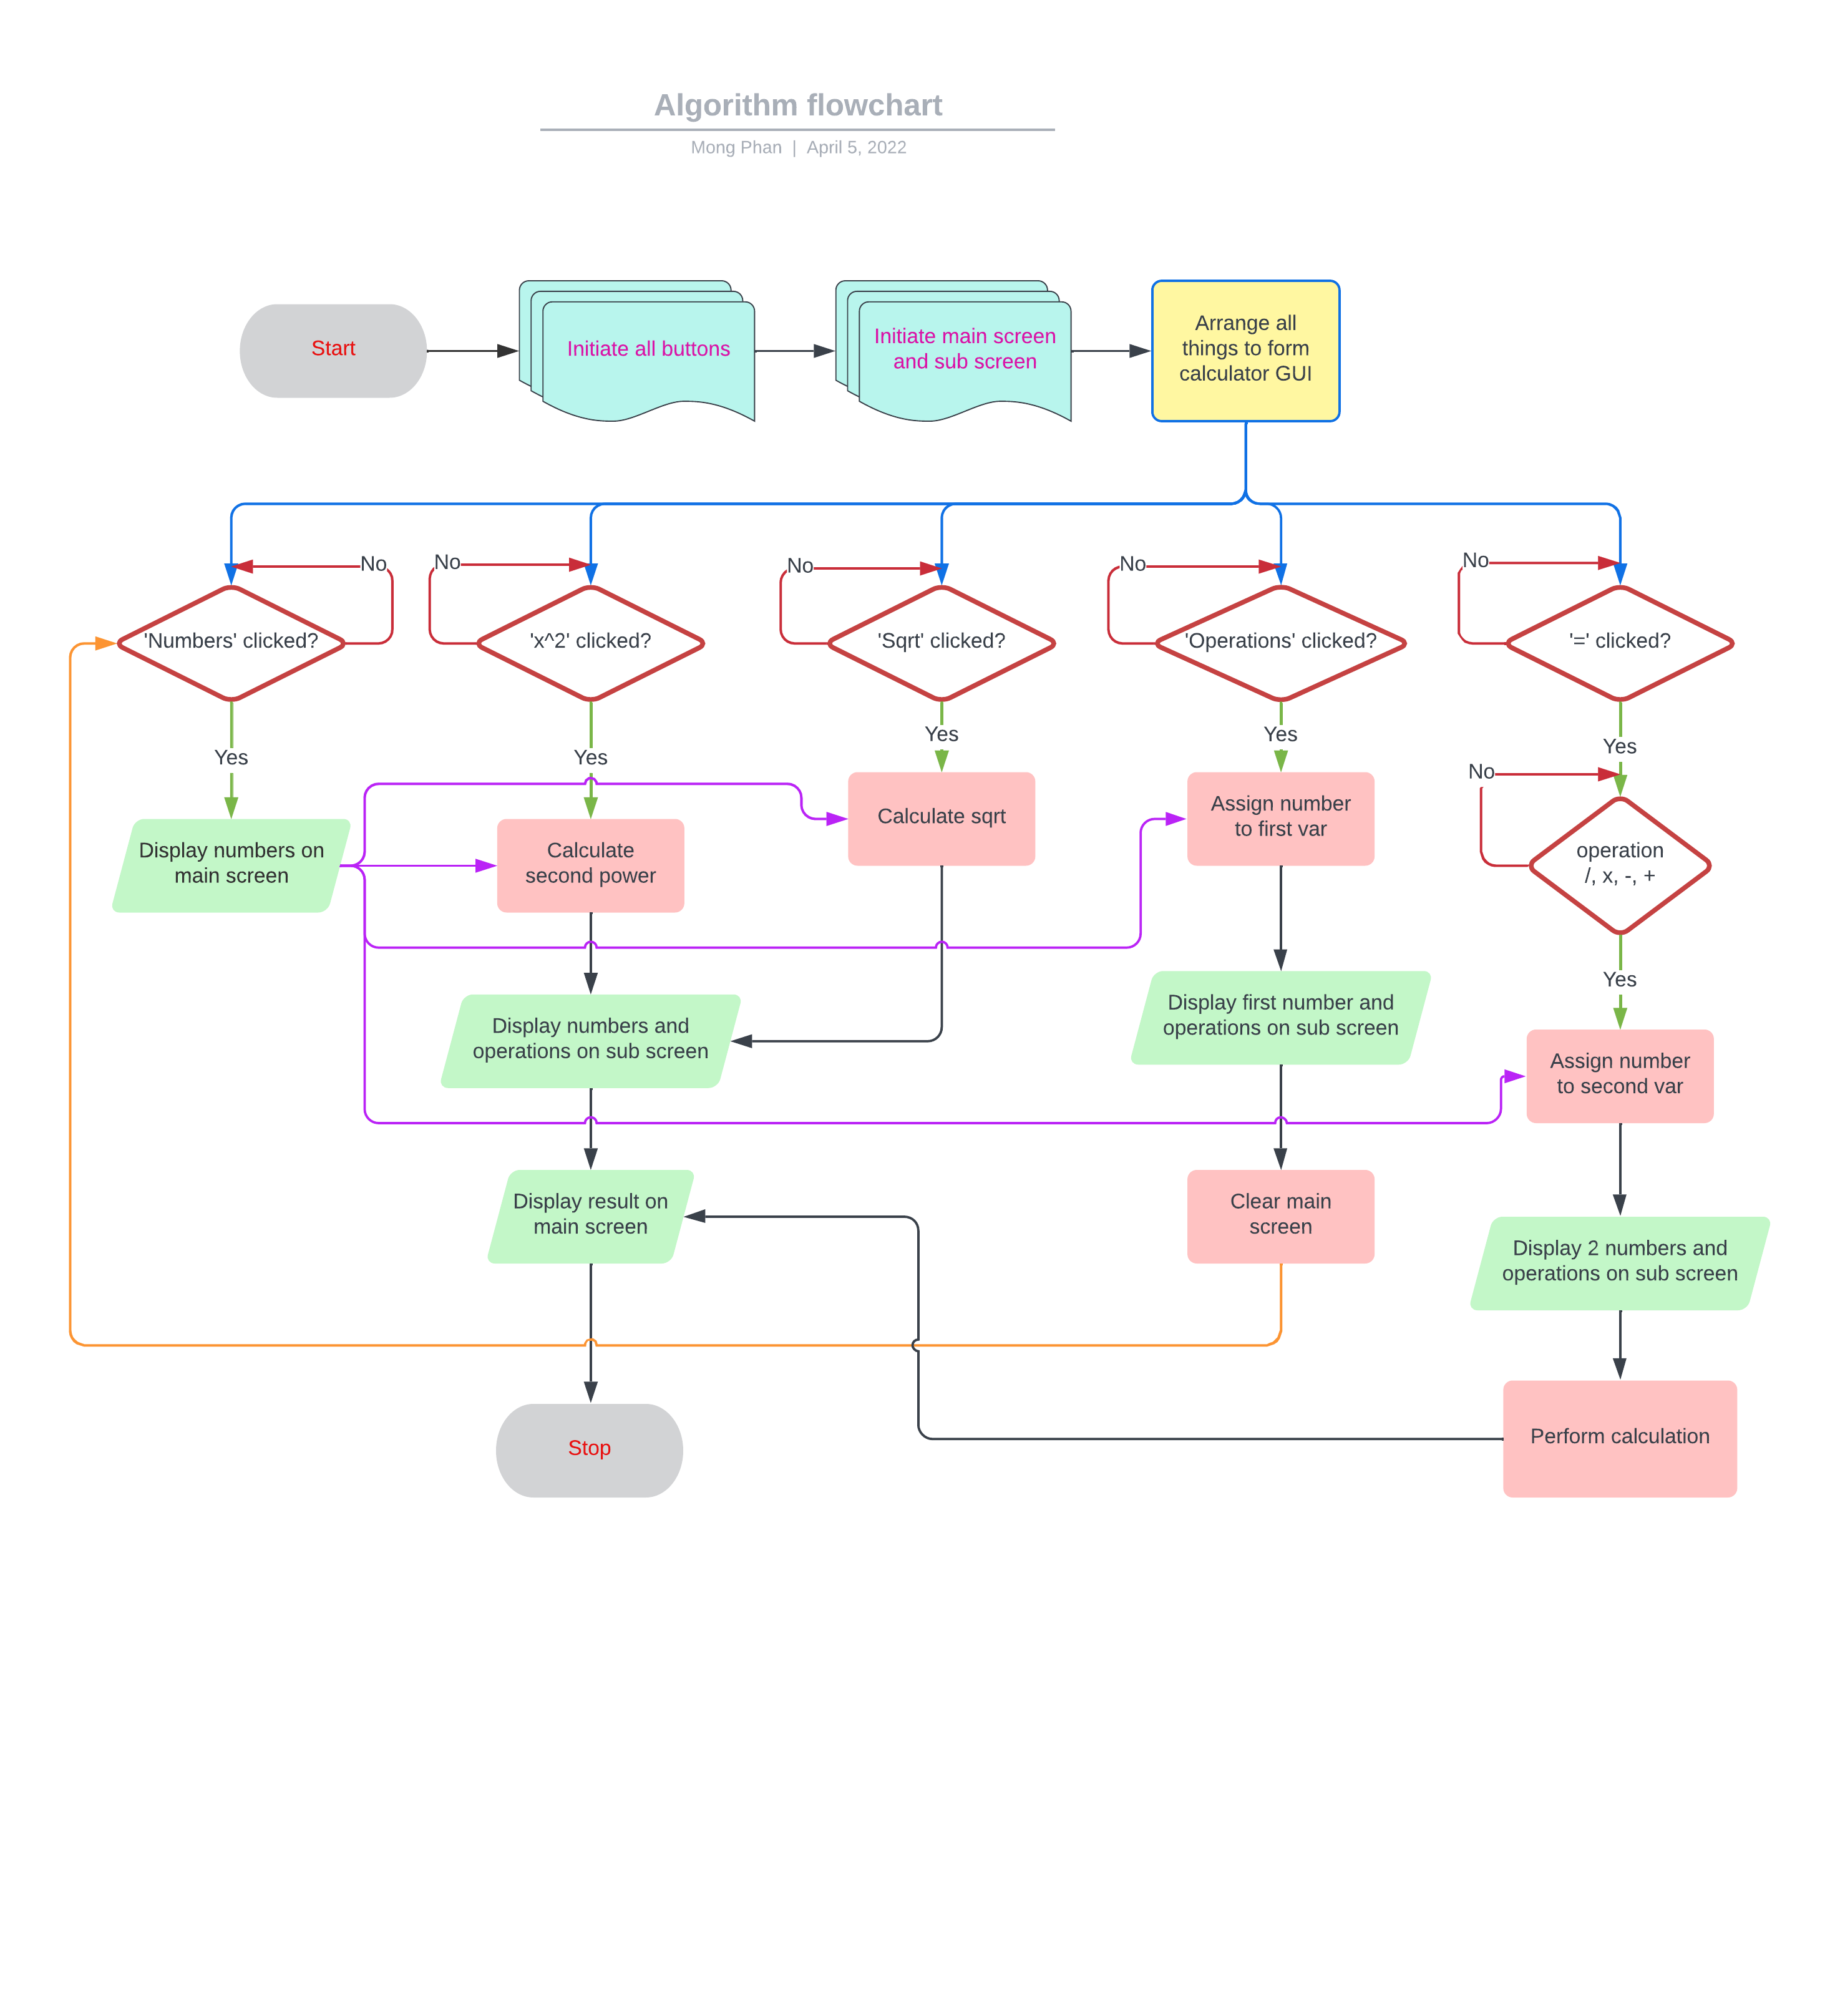 Algorithm flowchart
Mong Phan | April 5, 2022
Start
Initiate all buttons
Initiate main screen
and sub screen
Arrange all
things to form
calculator GUI
No
No
No
No
No
'Numbers' clicked?
'x^2' clicked?
'Sqrt' clicked?
'Operations' clicked?
'=' clicked?
Yes
Yes
Yes
Yes
Yes
No
Display numbers on
main screen
Calculate
second power
Calculate sqrt
Assign number
to first var
operation
/, x, -, +
Yes
Display numbers and
operations on sub screen
Display first number and
operations on sub screen
Assign number
to second var
Display result on
main screen
Clear main
screen
Display 2 numbers and
operations on sub screen
Stop
Perform calculation